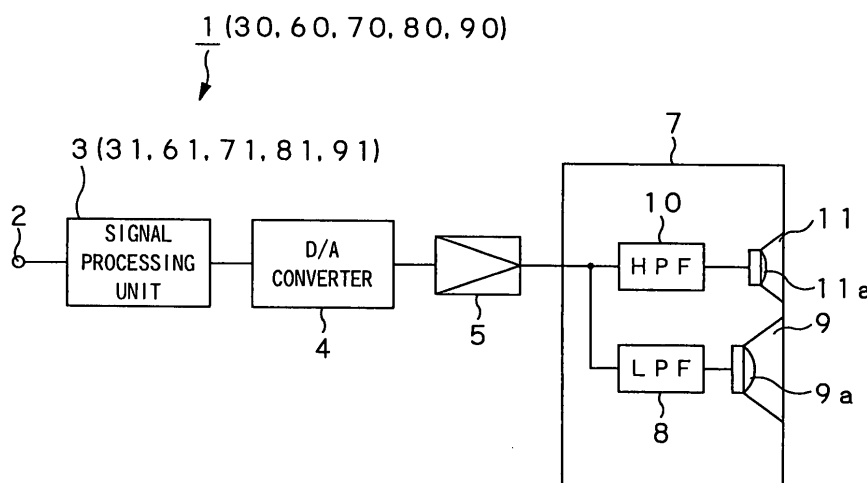 1 (30, 60, 70, 80, 90)
3 (31, 61, 71, 81, 91)
7
2
SIGNAL
PROCESSING
UNIT
D/A
CONVERTER
4
5
10
HPF
11
11a
LPF
8
9
9a